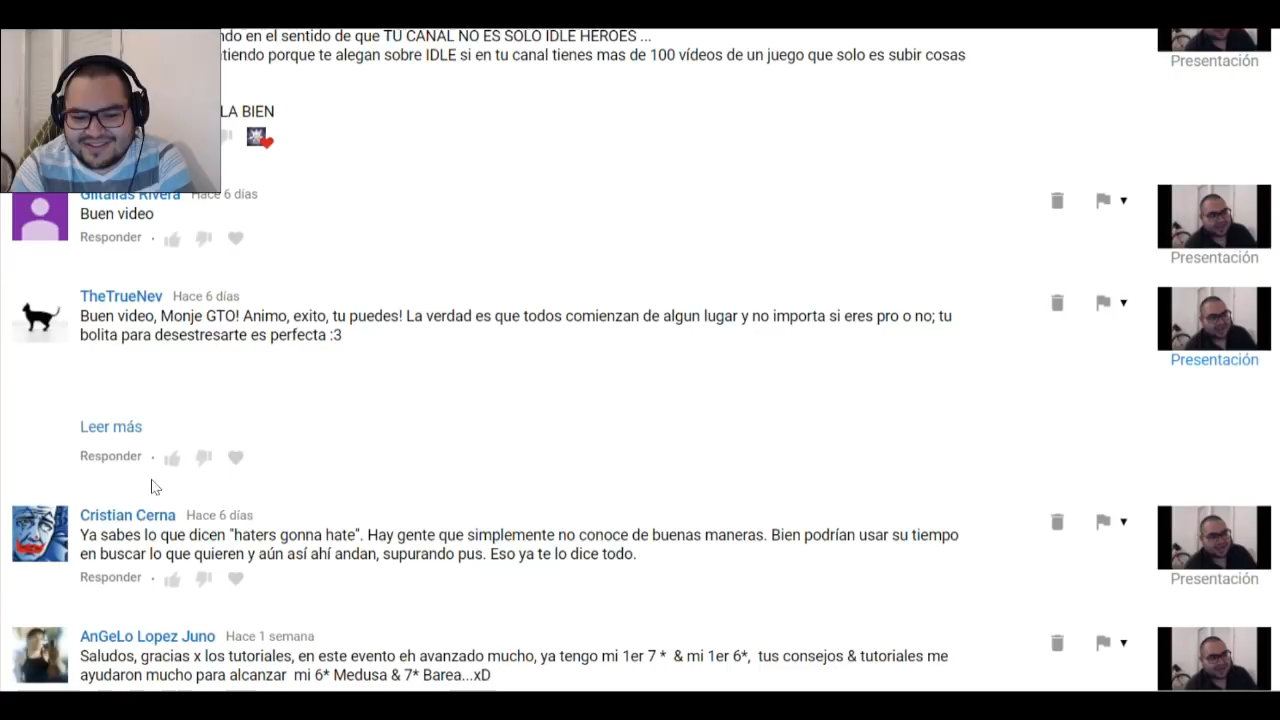 ndo en el sentido de que TU CANAL NO ES SOLO IDLE HEROES ...
tiendo porque te alegan sobre IDLE si en tu canal tienes mas de 100 vídeos de un juego que solo es subir cosas
Presentación
LA BIEN
Rivera Hace 6 días
Buen video
Responder
Presentación
TheTrueNev Hace 6 días
Buen video, Monje GTO! Animo, exito, tu puedes! La verdad es que todos comienzan de algun lugar y no importa si eres pro o no; tu
bolita para desestresarte es perfecta :3
Presentación
Leer más
Responder
Cristian Cerna Hace 6 días
Ya sabes lo que dicen "haters gonna hate". Hay gente que simplemente no conoce de buenas maneras. Bien podrían usar su tiempo
en buscar lo que quieren y aún así ahí andan, supurando pus. Eso ya te lo dice todo.
Responder
Presentación
AnGeLo Lopez Juno Hace 1 semana
Saludos, gracias x los tutoriales, en este evento eh avanzado mucho, ya tengo mi 1er 7 * & mi 1er 6*, tus consejos & tutoriales me
ayudaron mucho para alcanzar mi 6* Medusa & 7* Barea...xD